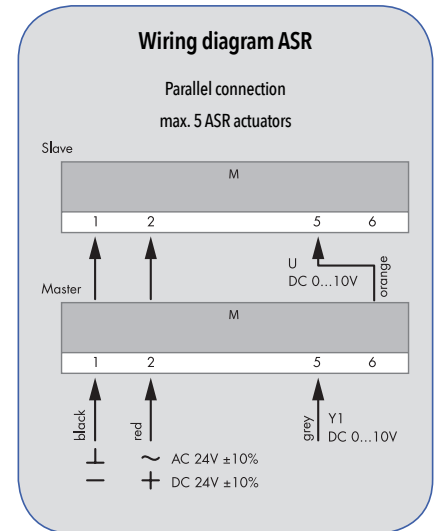 Wiring diagram ASR
Parallel connection
max. 5 ASR actuators
Slave
M
1 2 5 6
U
DC 0...10V
orange
Master
M
1 2 5 6
black
red
grey
Y1
DC 0...10V
⊥ ~ AC 24V ±10%
– + DC 24V ±10%